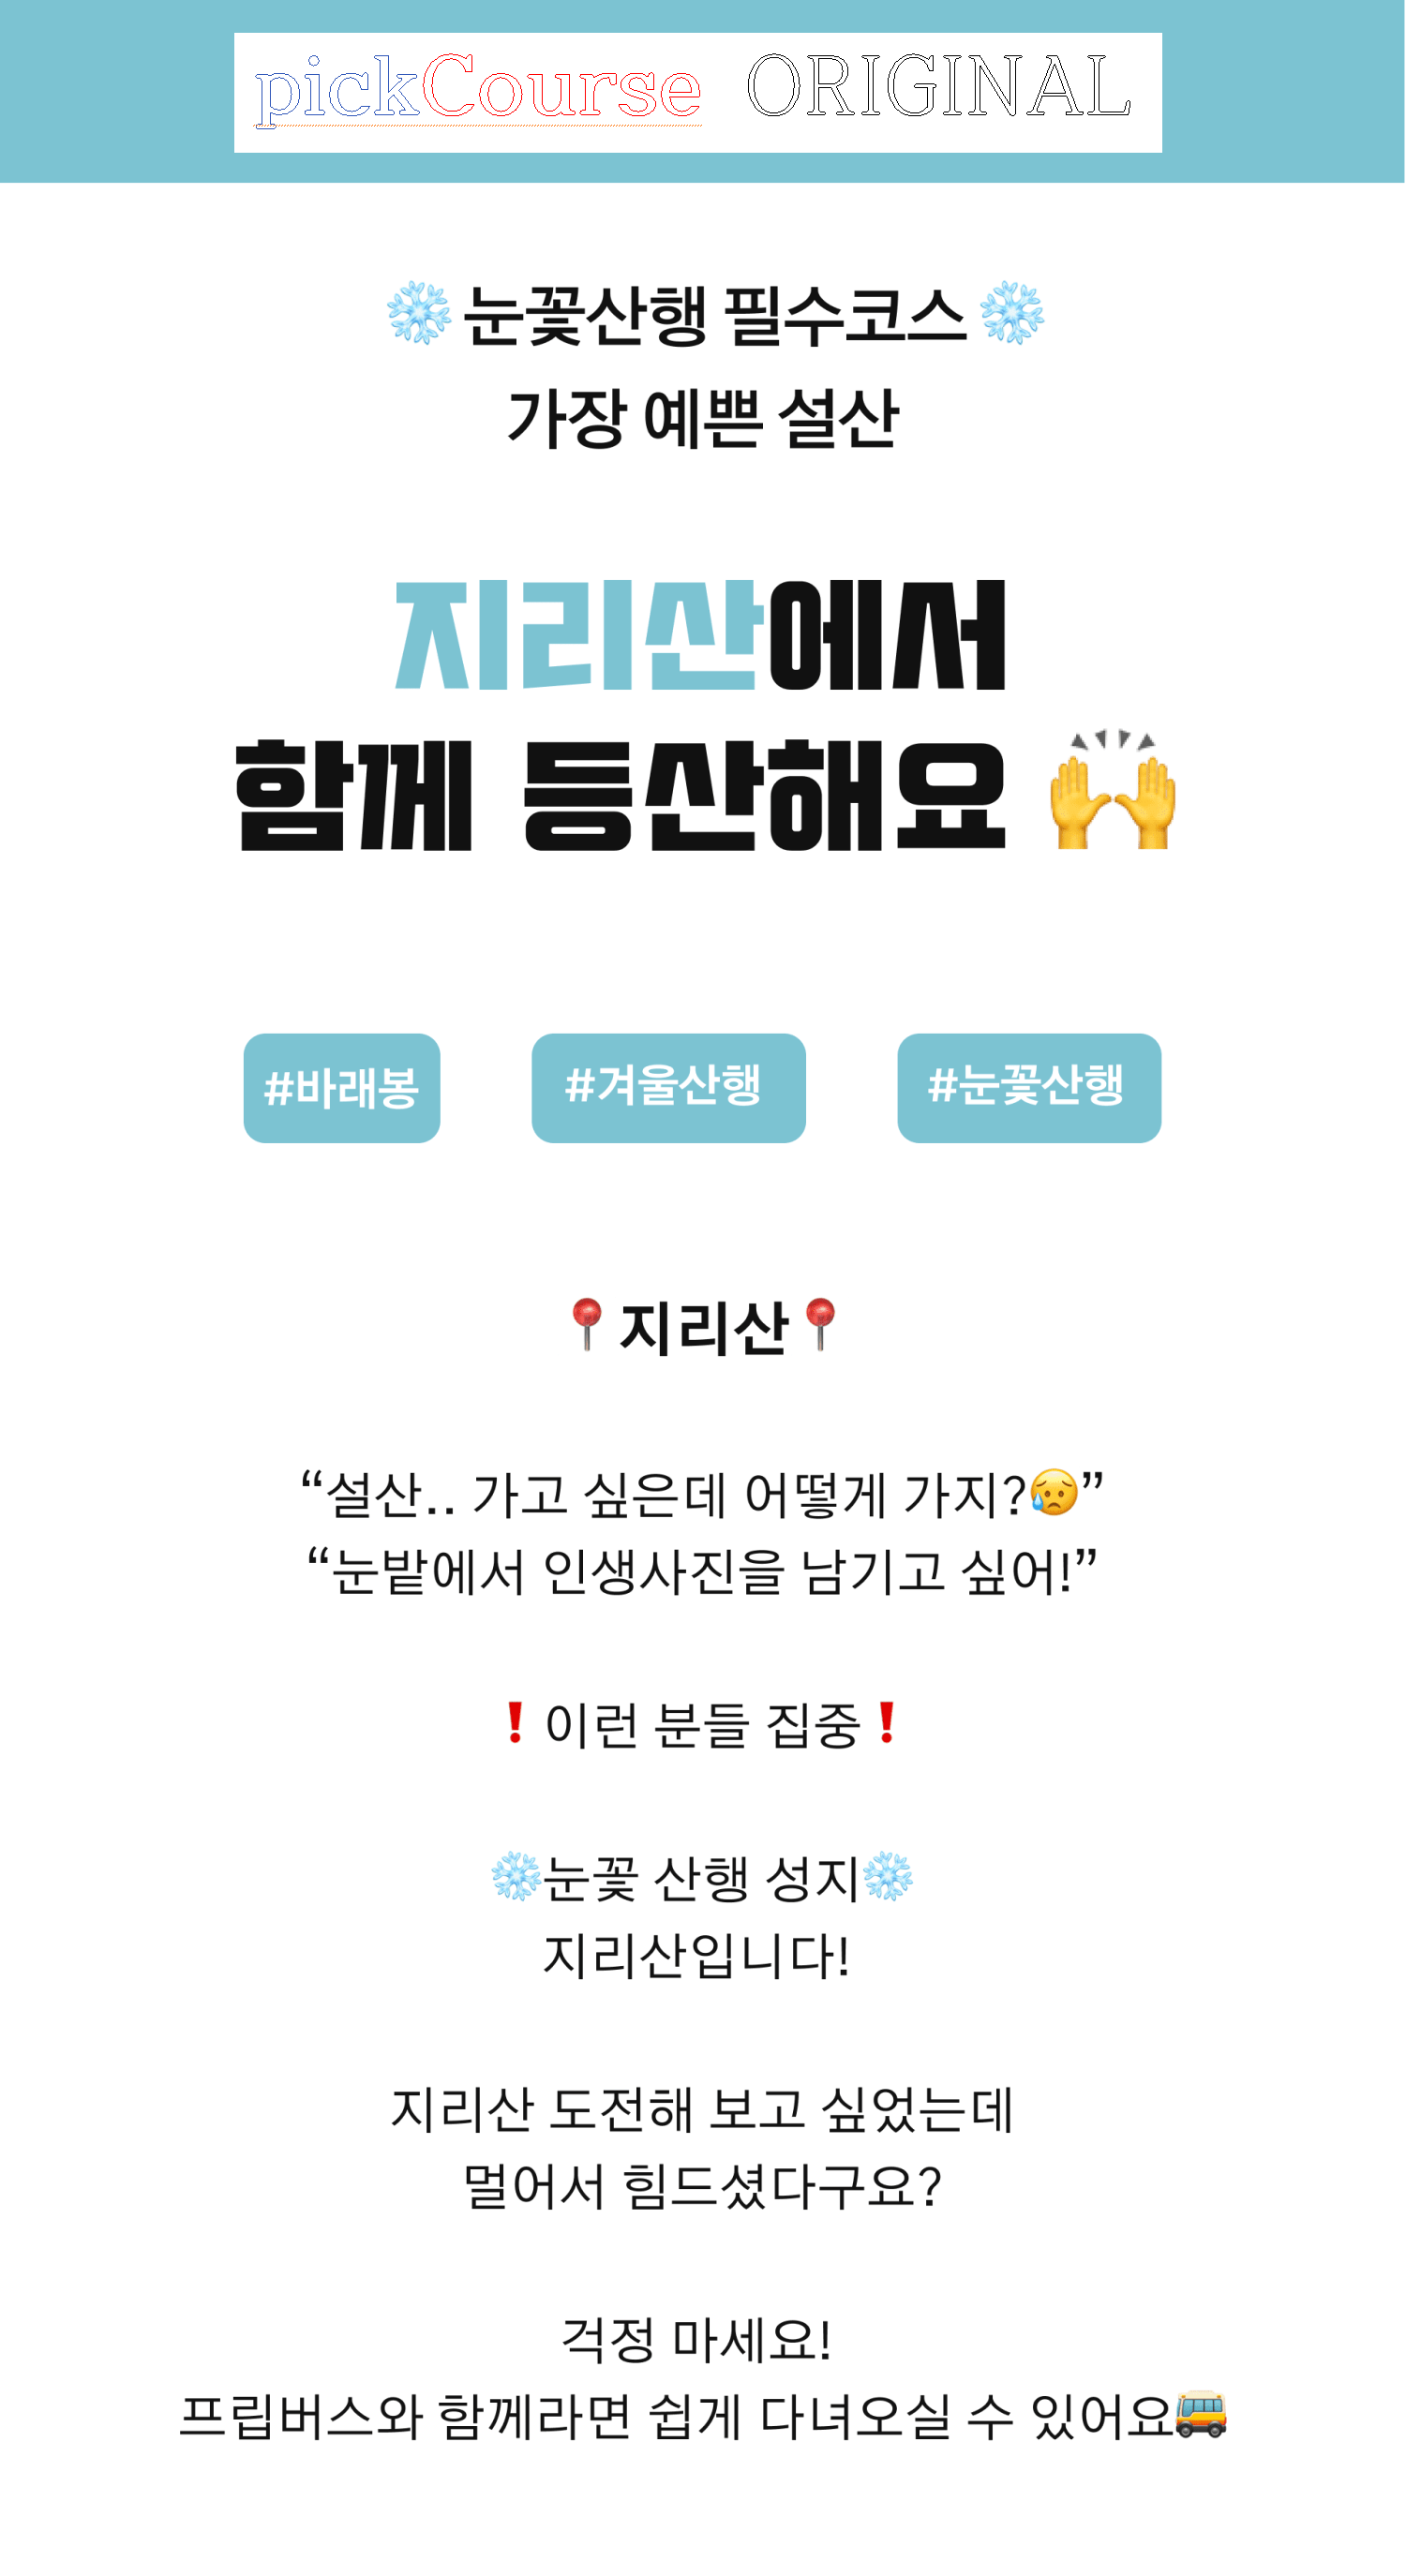 pickCourse ORIGINAL
❄️눈꽃산행 필수코스❄️
가장 예쁜 설산
지리산에서
함께 등산해요 🙌
#바래봉 #겨울산행 #눈꽃산행
📍지리산📍
“설산.. 가고 싶은데 어떻게 가지?😥”
“눈밭에서 인생사진을 남기고 싶어!”
❗이런 분들 집중❗
❄️눈꽃 산행 성지❄️
지리산입니다!
지리산 도전해 보고 싶었는데
멀어서 힘드셨다구요?
걱정 마세요!
프립버스와 함께라면 쉽게 다녀오실 수 있어요🚌